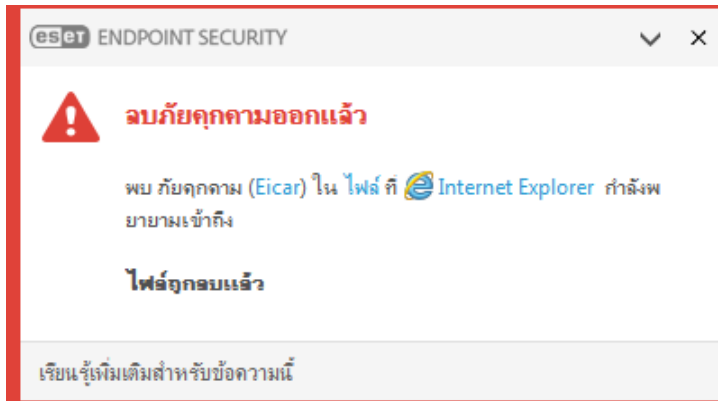 eset ENDPOINT SECURITY
ลบภัยคุกคามออกแล้ว
พบ ภัยคุกคาม (Eicar) ใน ไฟล์ ที่ Internet Explorer กำลังพ
ยายามเข้าถึง
ไฟล์ถูกลบแล้ว
เรียนรู้เพิ่มเติมสำหรับข้อความนี้